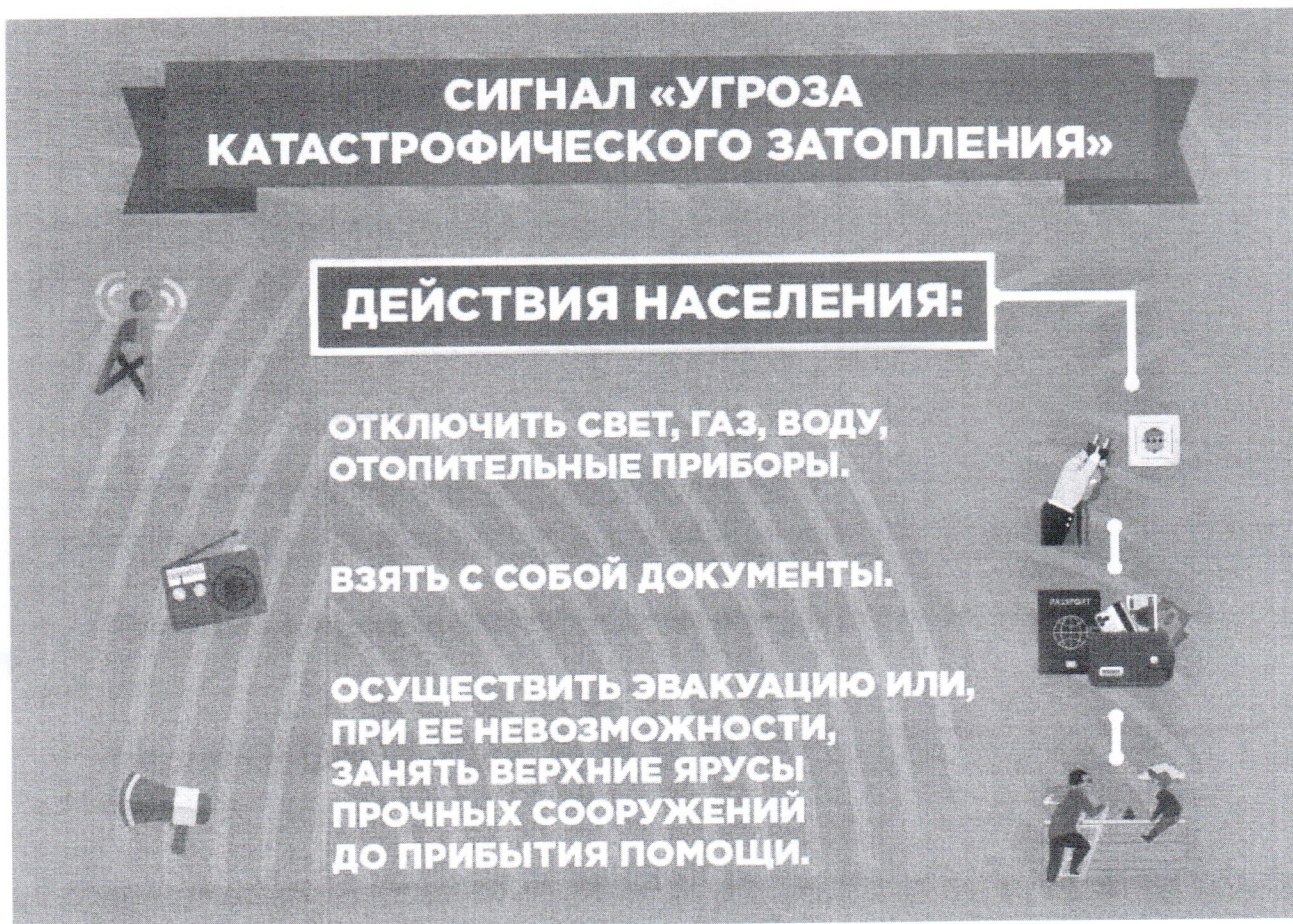 СИГНАЛ «УГРОЗА
КАТАСТРОФИЧЕСКОГО ЗАТОПЛЕНИЯ»
ДЕЙСТВИЯ НАСЕЛЕНИЯ:
ОТКЛЮЧИТЬ СВЕТ, ГАЗ, ВОДУ,
ОТОПИТЕЛЬНЫЕ ПРИБОРЫ.
ВЗЯТЬ С СОБОЙ ДОКУМЕНТЫ.
PASSPORT
ОСУЩЕСТВИТЬ ЭВАКУАЦИЮ ИЛИ,
ПРИ ЕЕ НЕВОЗМОЖНОСТИ,
ЗАНЯТЬ ВЕРХНИЕ ЯРУСЫ
ПРОЧНЫХ СООРУЖЕНИЙ
ДО ПРИБЫТИЯ ПОМОЩИ.